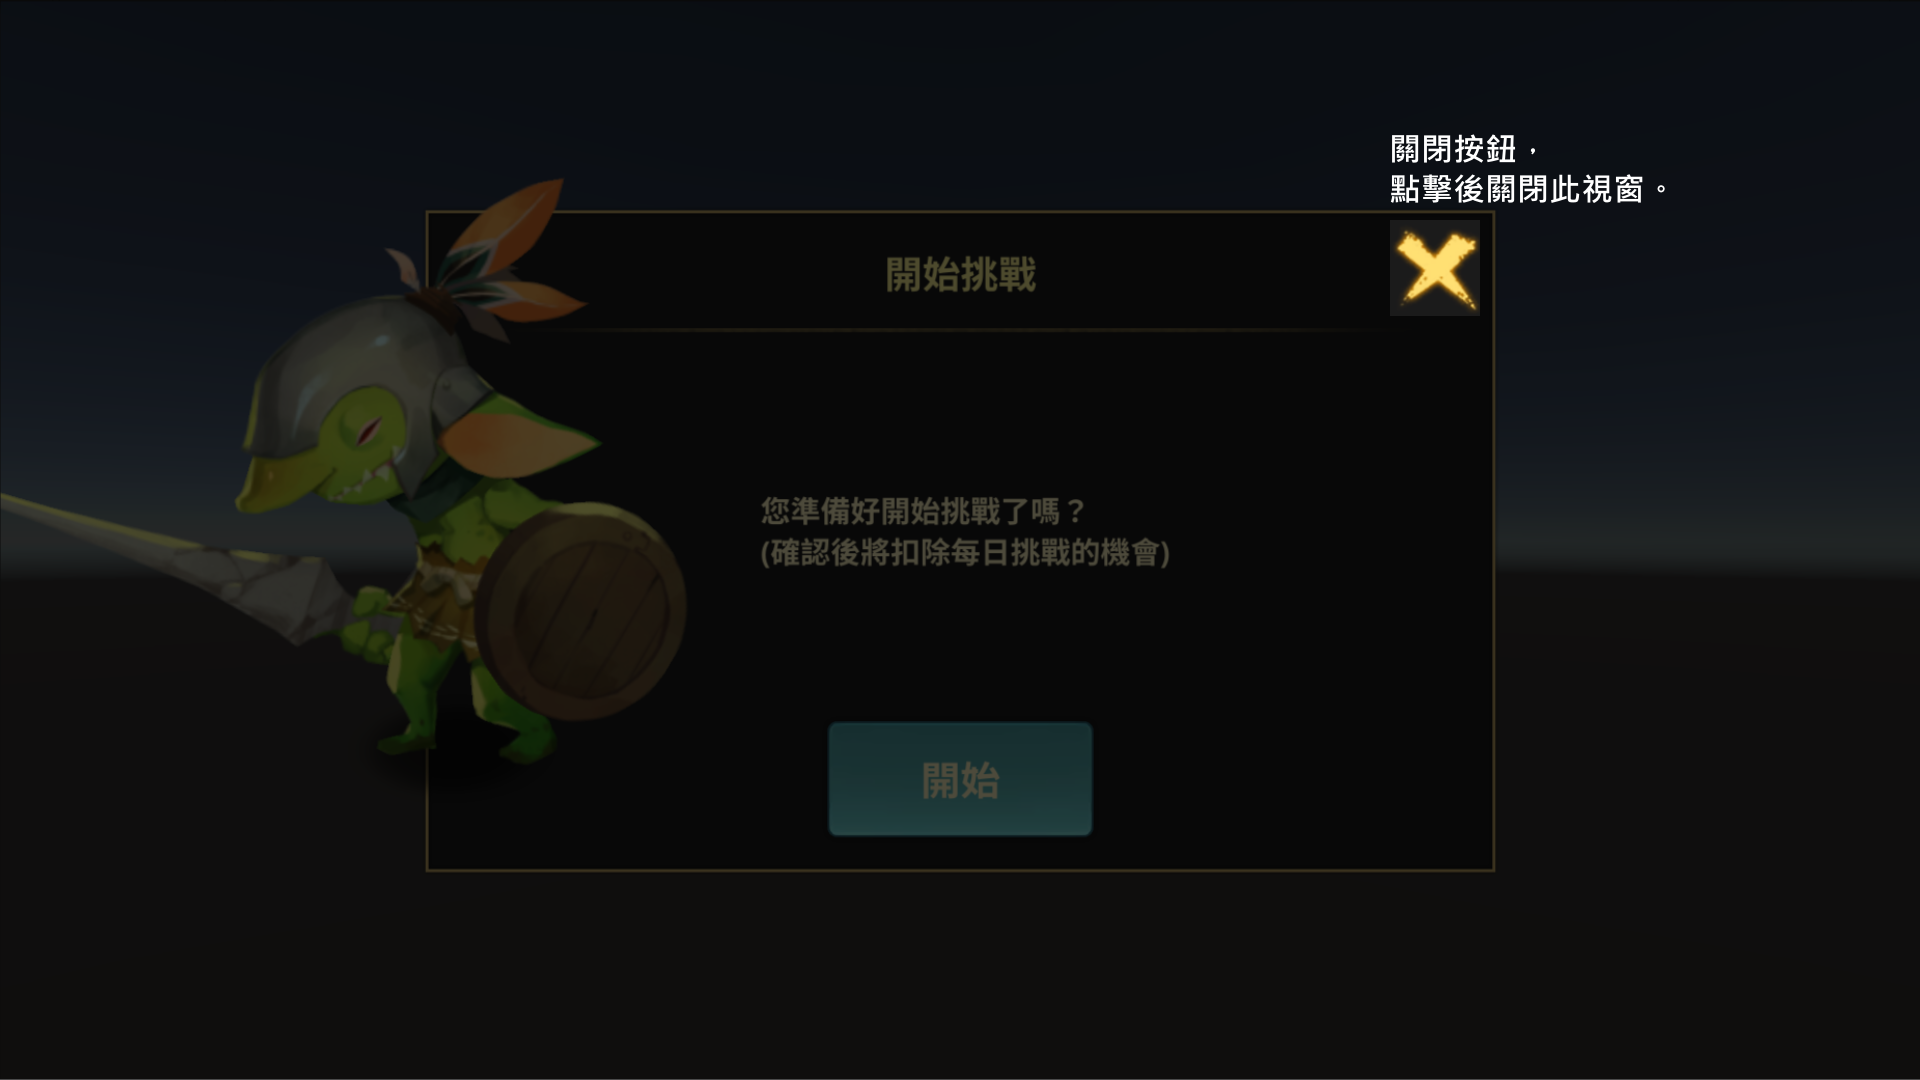 關閉按鈕，
點擊後關閉此視窗。
開始挑戰
您準備好開始挑戰了嗎？
(確認後將扣除每日挑戰的機會)
開始